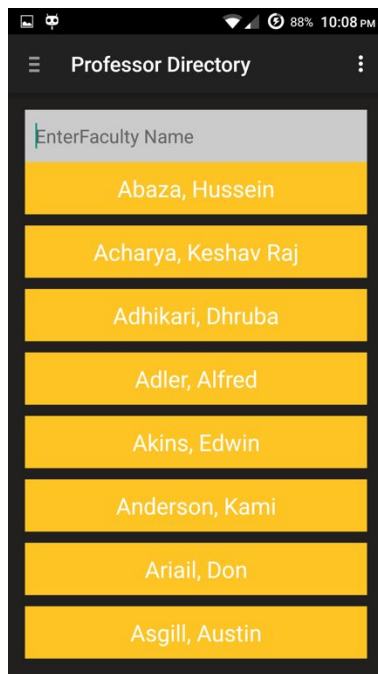 88% 10:08 PM
Professor Directory
EnterFaculty Name
Abaza, Hussein
Acharya, Keshav Raj
Adhikari, Dhruba
Adler, Alfred
Akins, Edwin
Anderson, Kami
Ariail, Don
Asgill, Austin